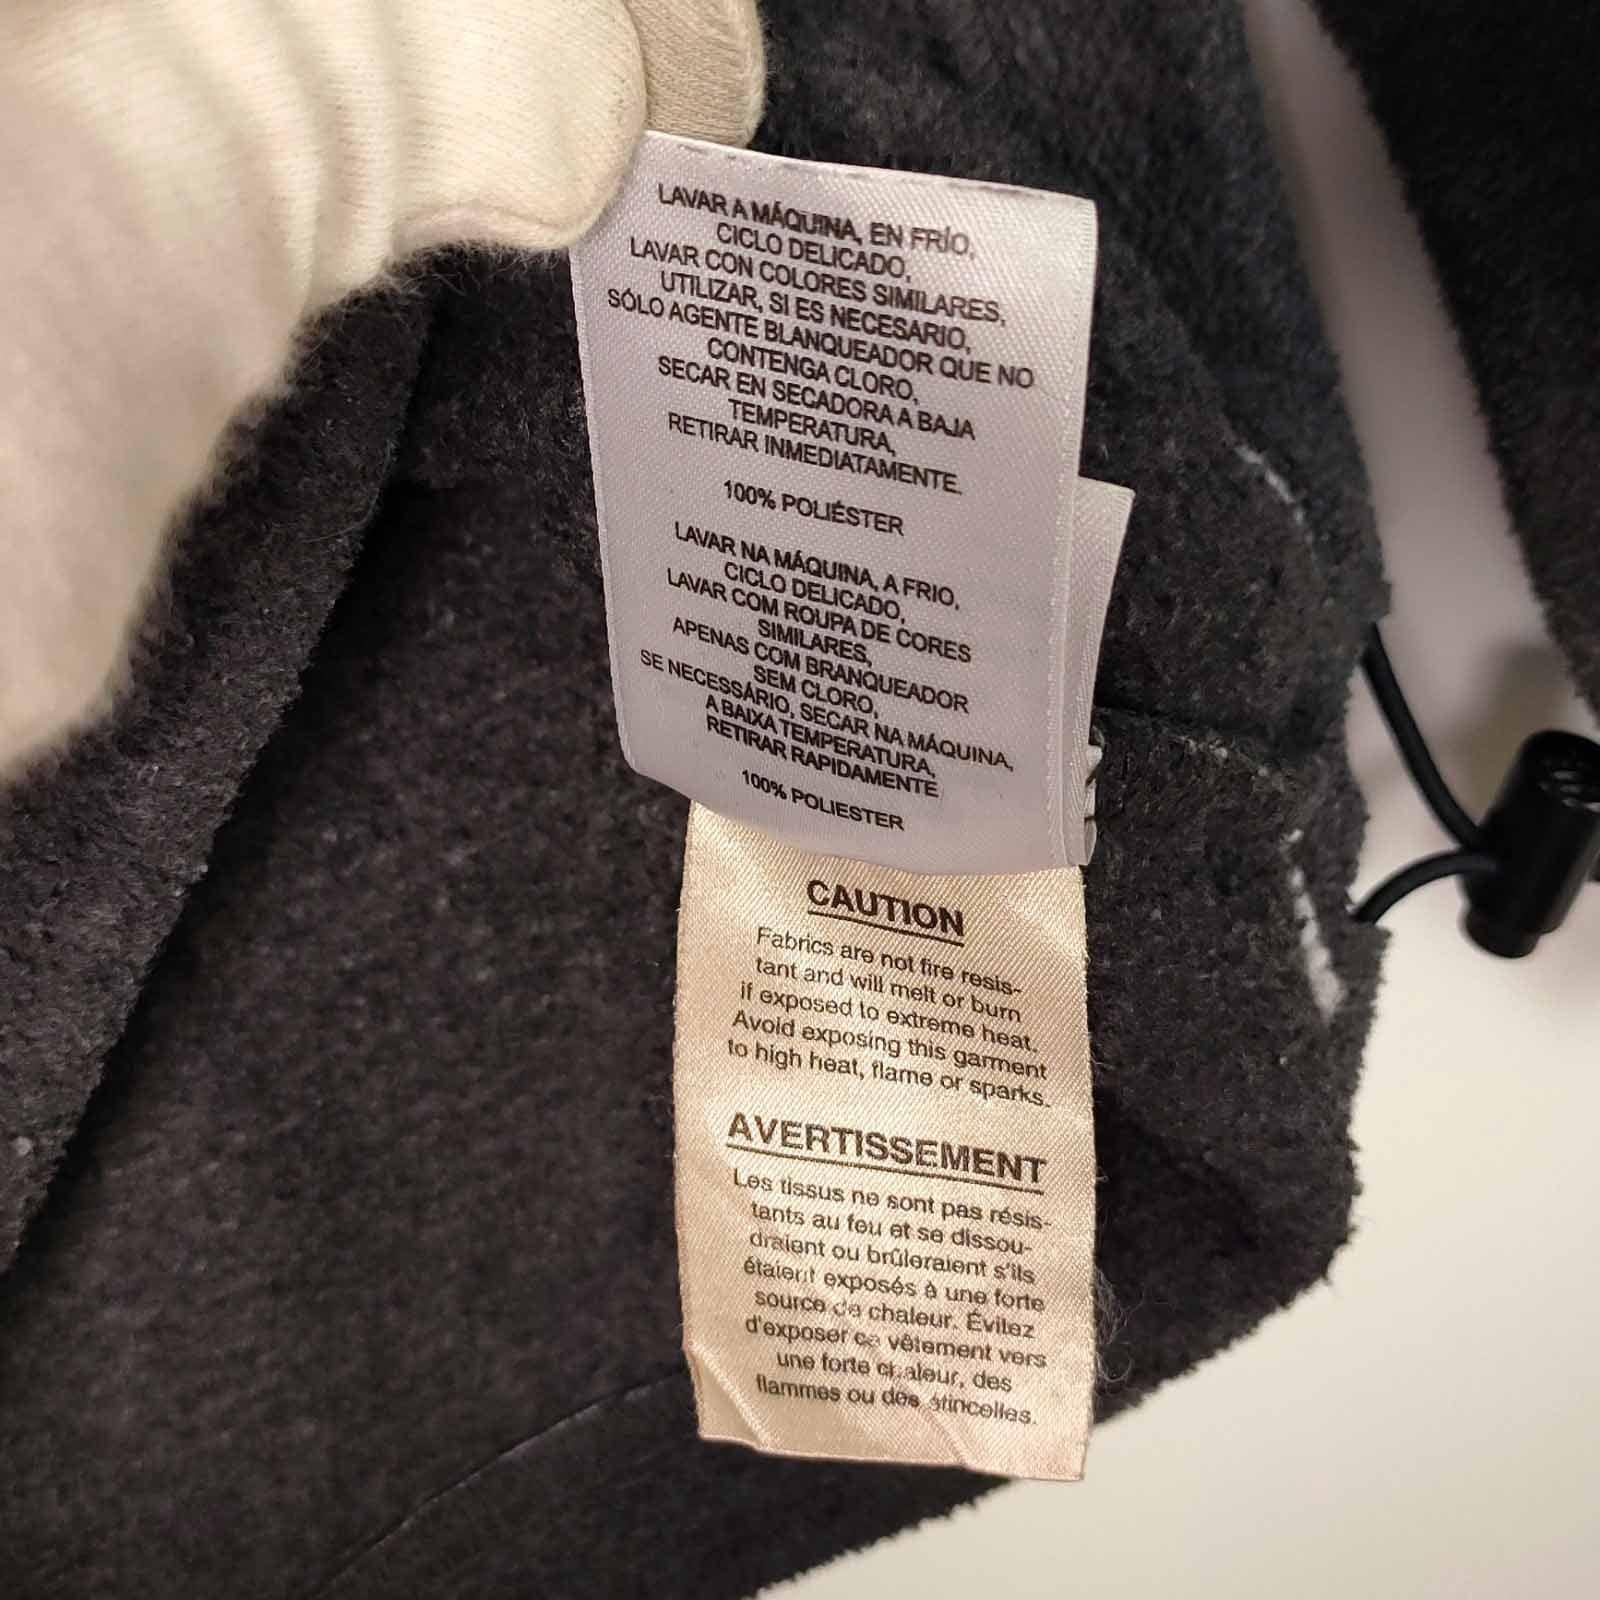 LAVAR A MÁQUINA, EN FRÍO,
CICLO DELICADO,
LAVAR CON COLORES SIMILARES,
UTILIZAR, SI ES NECESARIO,
SÓLO AGENTE BLANQUEADOR QUE NO
CONTENGA CLORO,
SECAR EN SECADORA A BAJA
TEMPERATURA,
RETIRAR INMEDIATAMENTE.
100% POLIÉSTER
LAVAR NA MÁQUINA, A FRIO,
CICLO DELICADO,
LAVAR COM ROUPA DE CORES
SIMILARES,
APENAS COM BRANQUEADOR
SEM CLORO,
SE NECESSÁRIO, SECAR NA MÁQUINA,
A BAIXA TEMPERATURA,
RETIRAR RAPIDAMENTE
100% POLIESTER
CAUTION
Fabrics are not fire resis-
tant and will melt or burn
if exposed to extreme heat.
Avoid exposing this garment
to high heat, flame or sparks.
AVERTISSEMENT
Les tissus ne sont pas résis-
tants au feu et se dissou-
draient ou brûleraient s'ils
étaient exposés à une forte
source de chaleur. Évitez
d'exposer ce vêtement vers
une forte chaleur, des
flammes ou des étincelles.